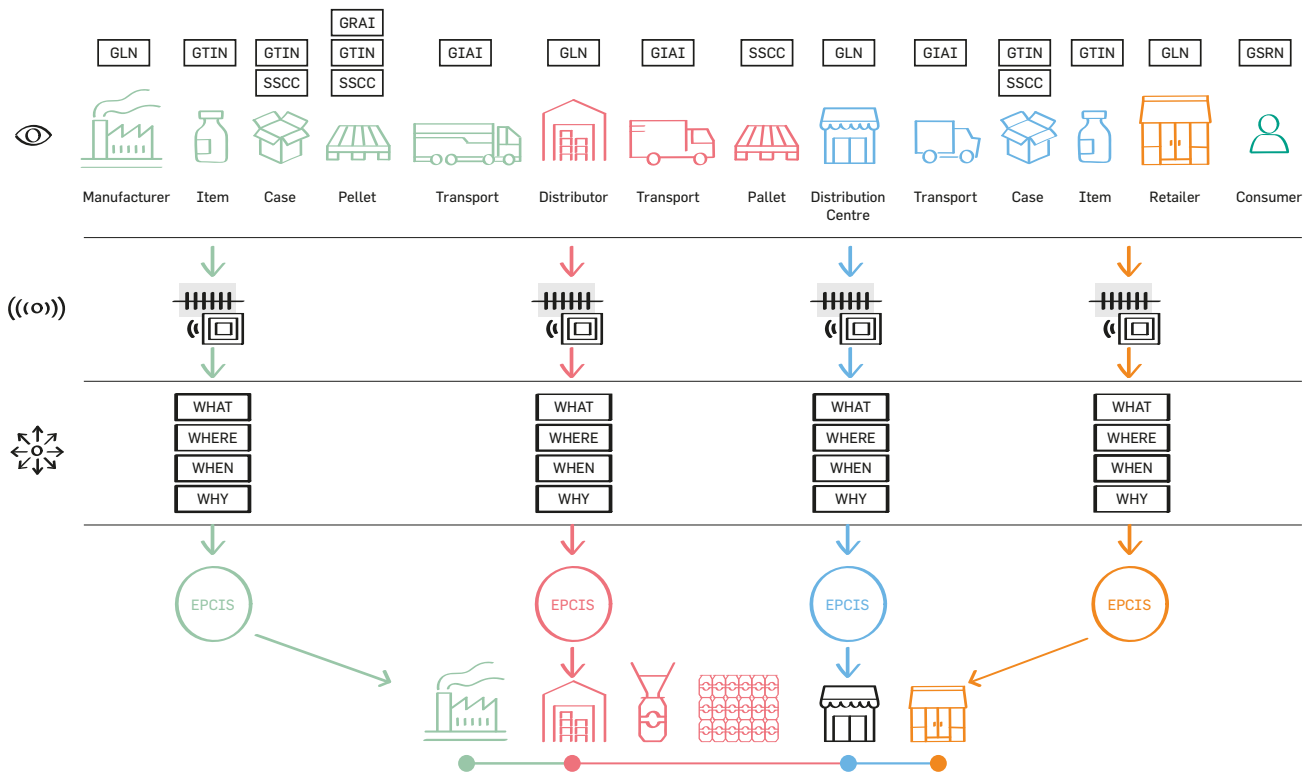 GRAI
GLN
GTIN
GTIN
GTIN
GIAI
GLN
GIAI
SSCC
GLN
GIAI
GTIN
GTIN
GLN
GSRN
SSCC
SSCC
SSCC
Manufacturer
Item
Case
Pellet
Transport
Distributor
Transport
Pallet
Distribution
Centre
Transport
Case
Item
Retailer
Consumer
WHAT
WHAT
WHAT
WHAT
WHERE
WHERE
WHERE
WHERE
WHEN
WHEN
WHEN
WHEN
WHY
WHY
WHY
WHY
EPCIS
EPCIS
EPCIS
EPCIS